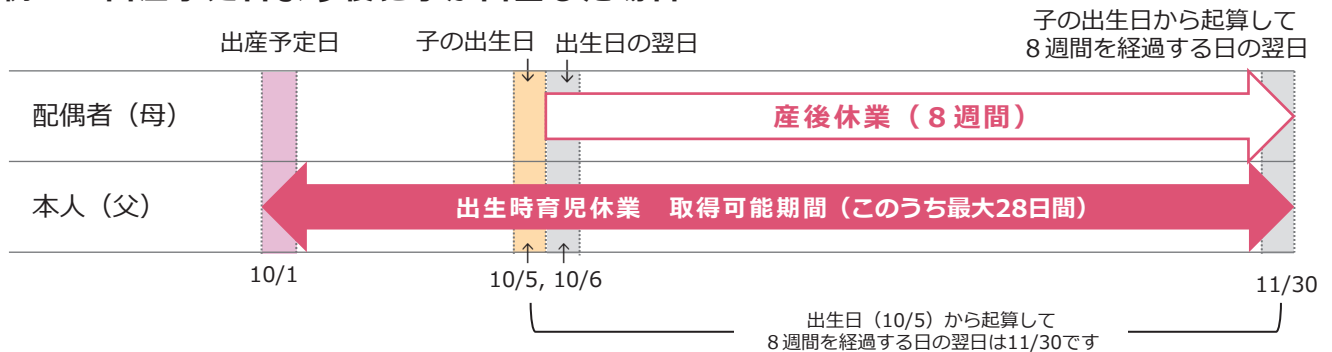 出産予定日
子の出生日
出生日の翌日
子の出生日から起算して
８週間を経過する日の翌日
配偶者（母）
産後休業（８週間）
本人（父）
出生時育児休業　取得可能期間（このうち最大28日間）
10/1
10/5, 10/6
11/30
出生日（10/5）から起算して
８週間を経過する日の翌日は11/30です